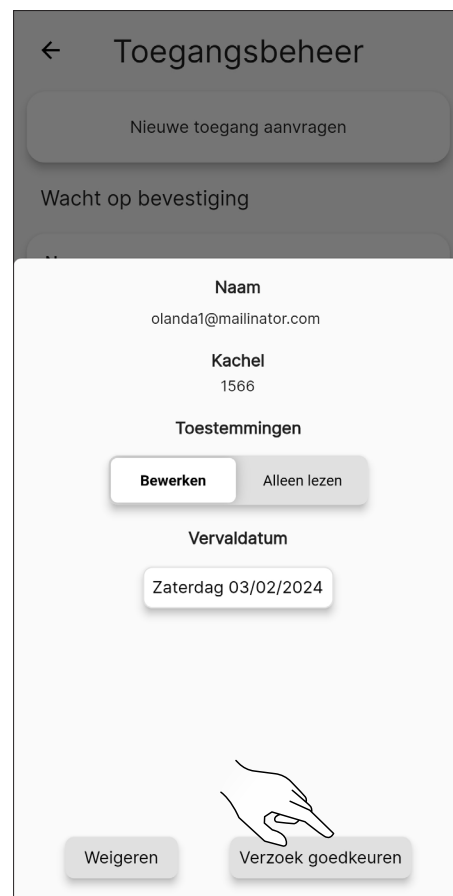 Toegangsbeheer
Nieuwe toegang aanvragen
Wacht op bevestiging
Naam
olanda1@mailinator.com
Kachel
1566
Toestemmingen
Bewerken Alleen lezen
Vervaldatum
Zaterdag 03/02/2024
Weigeren Verzoek goedkeuren